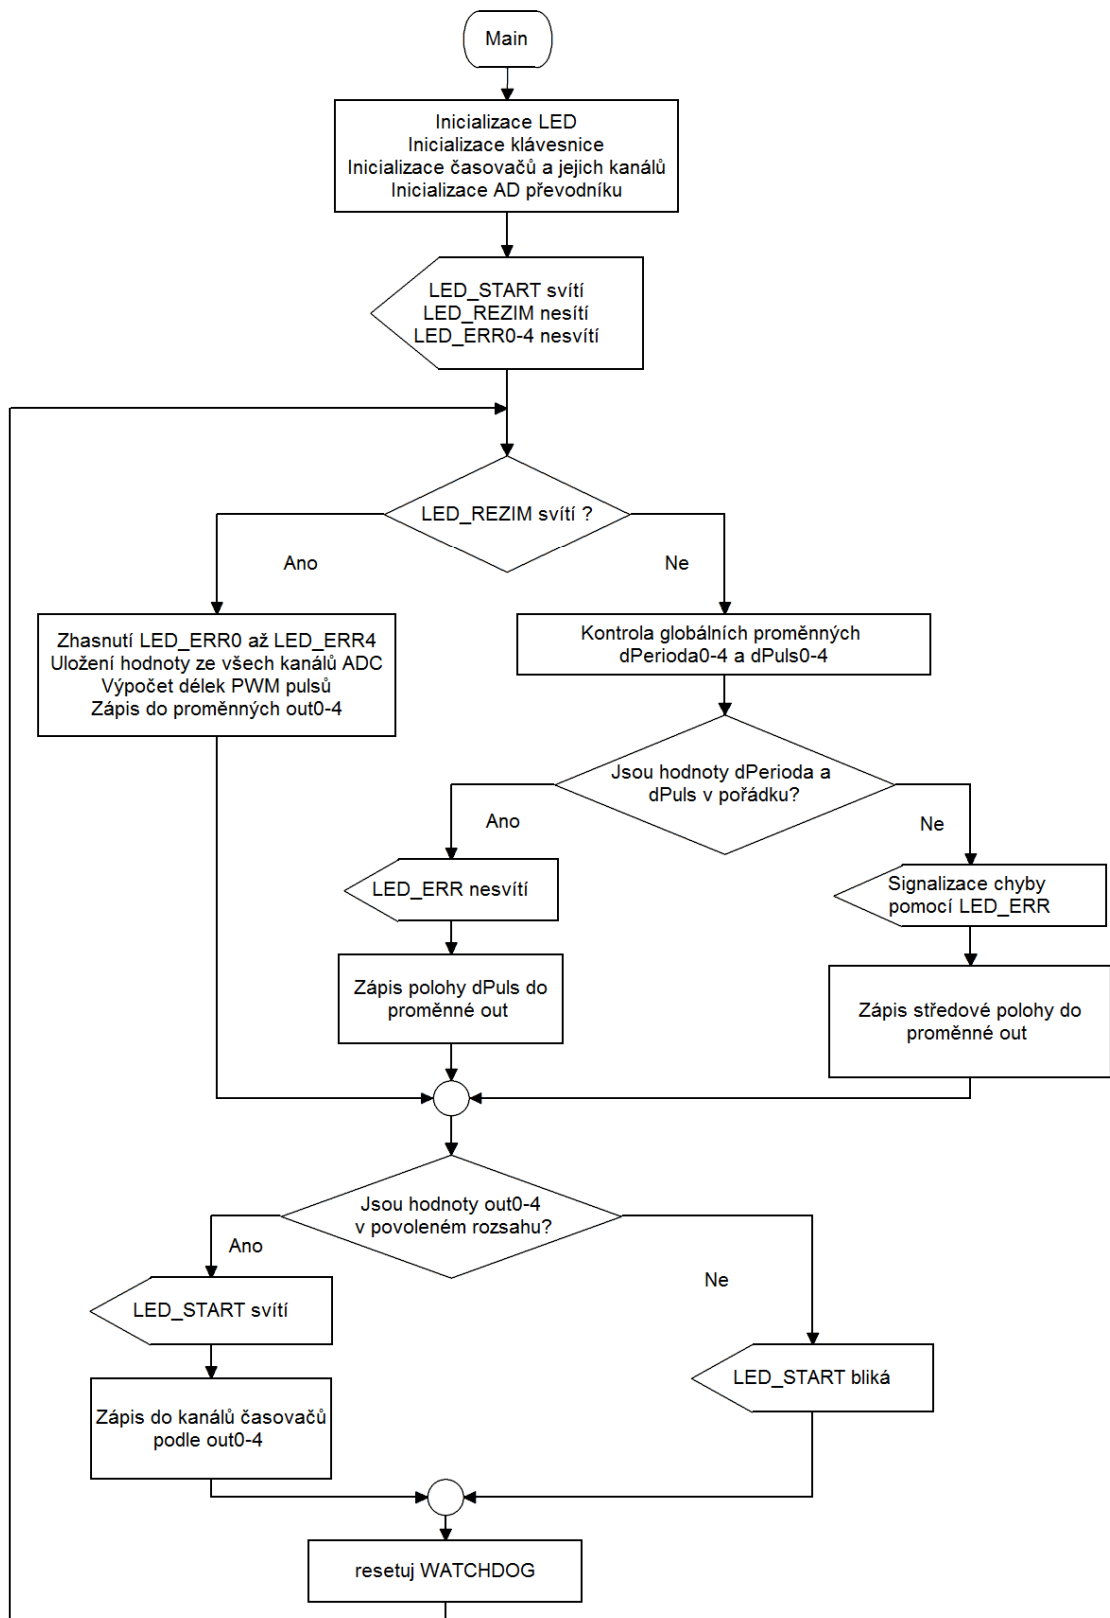 Main
Inicializace LED
Inicializace klávesnice
Inicializace časovačů a jejich kanálů
Inicializace AD převodníku
LED_START svítí
LED_REZIM nesítí
LED_ERR0-4 nesvítí
LED_REZIM svítí ?
Ano
Ne
Zhasnutí LED_ERR0 až LED_ERR4
Uložení hodnoty ze všech kanálů ADC
Výpočet délek PWM pulsů
Zápis do proměnných out0-4
Kontrola globálních proměnných
dPerioda0-4 a dPuls0-4
Jsou hodnoty dPerioda a
dPuls v pořádku?
Ano
Ne
LED_ERR nesvítí
Signalizace chyby
pomocí LED_ERR
Zápis polohy dPuls do
proměnné out
Zápis středové polohy do
proměnné out
Jsou hodnoty out0-4
v povoleném rozsahu?
Ano
Ne
LED_START svítí
LED_START bliká
Zápis do kanálů časovačů
podle out0-4
resetuj WATCHDOG